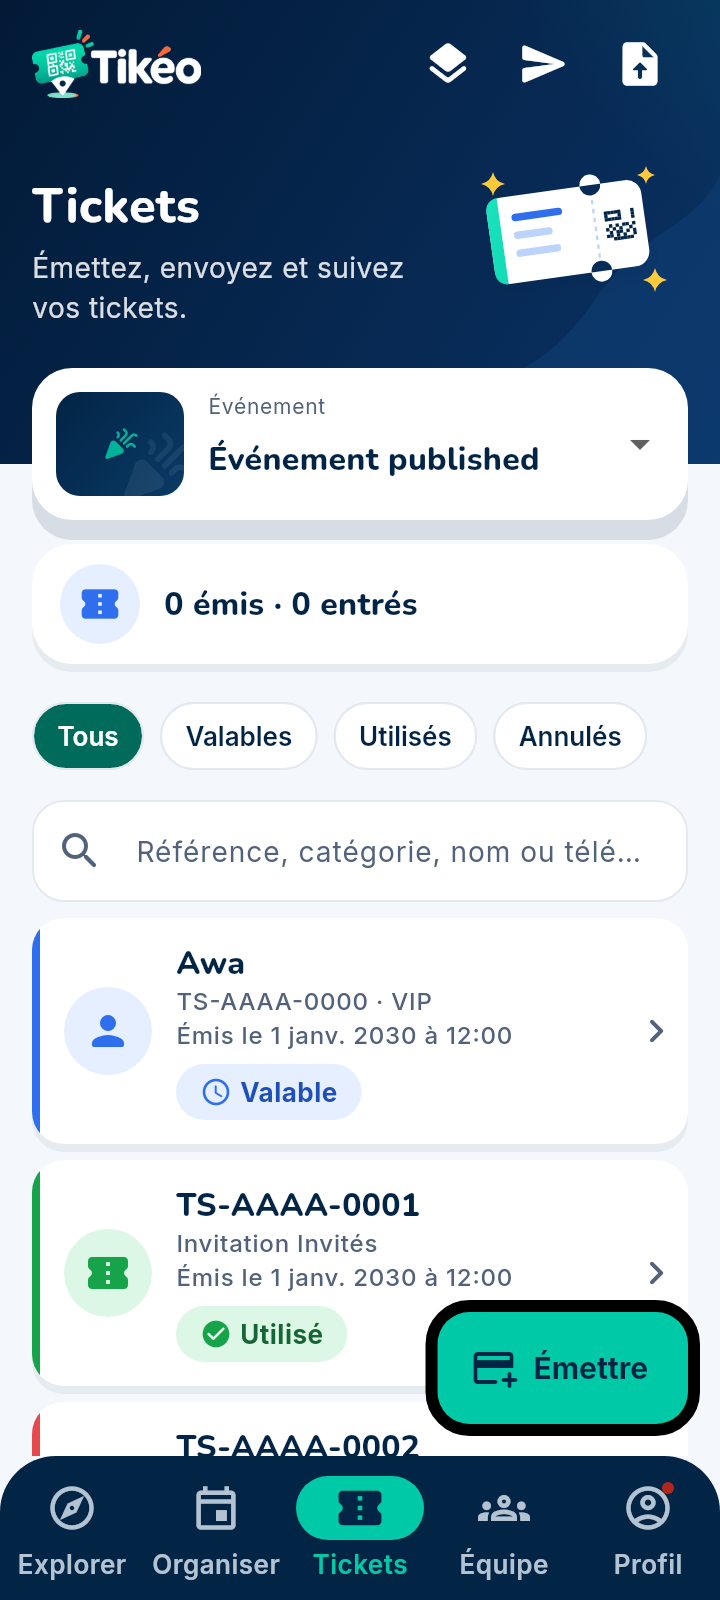 Tikéo
Tickets
Émettez, envoyez et suivez
vos tickets.
Événement
Événement published
0 émis · 0 entrés
Tous
Valables
Utilisés
Annulés
Référence, catégorie, nom ou télé...
Awa
TS-AAAA-0000 · VIP
Émis le 1 janv. 2030 à 12:00
Valable
TS-AAAA-0001
Invitation Invités
Émis le 1 janv. 2030 à 12:00
Utilisé
Émettre
TS-AAAA-0002
Explorer
Organiser
Tickets
Équipe
Profil